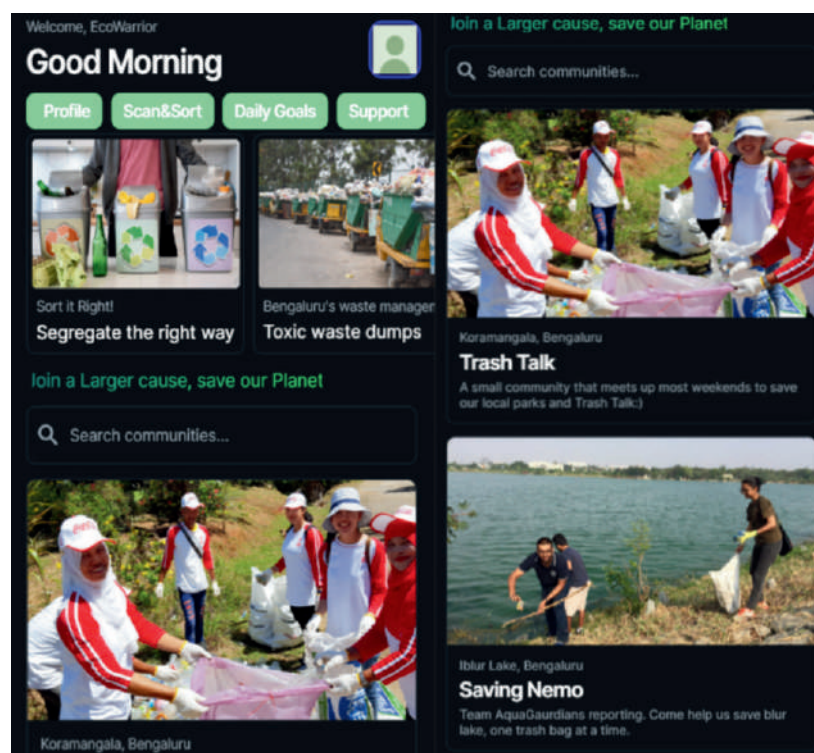 Welcome, EcoWarrior
Good Morning
Profile
Scan&Sort
Daily Goals
Support
Sort it Right!
Segregate the right way
Bengaluru's waste manager
Toxic waste dumps
Join a Larger cause, save our Planet
Search communities...
Koramangala, Bengaluru
Join a Larger cause, save our Planet
Search communities...
Koramangala, Bengaluru
Trash Talk
A small community that meets up most weekends to save
our local parks and Trash Talk:)
Iblur Lake, Bengaluru
Saving Nemo
Team AquaGaurdians reporting. Come help us save blur
lake, one trash bag at a time.